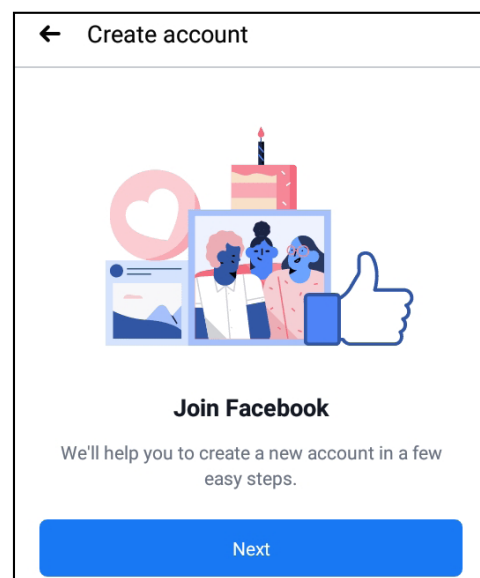 Create account
Join Facebook
We'll help you to create a new account in a few
easy steps.
Next